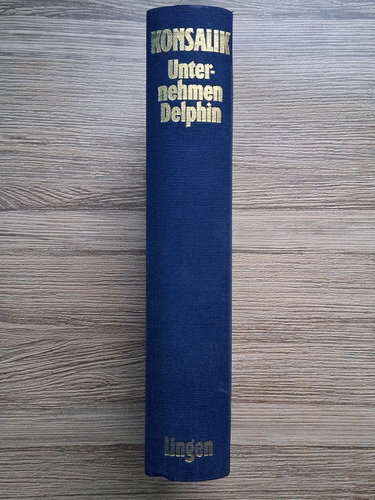 KONSALIK
Unter-
nehmen
Delphin
Lingen